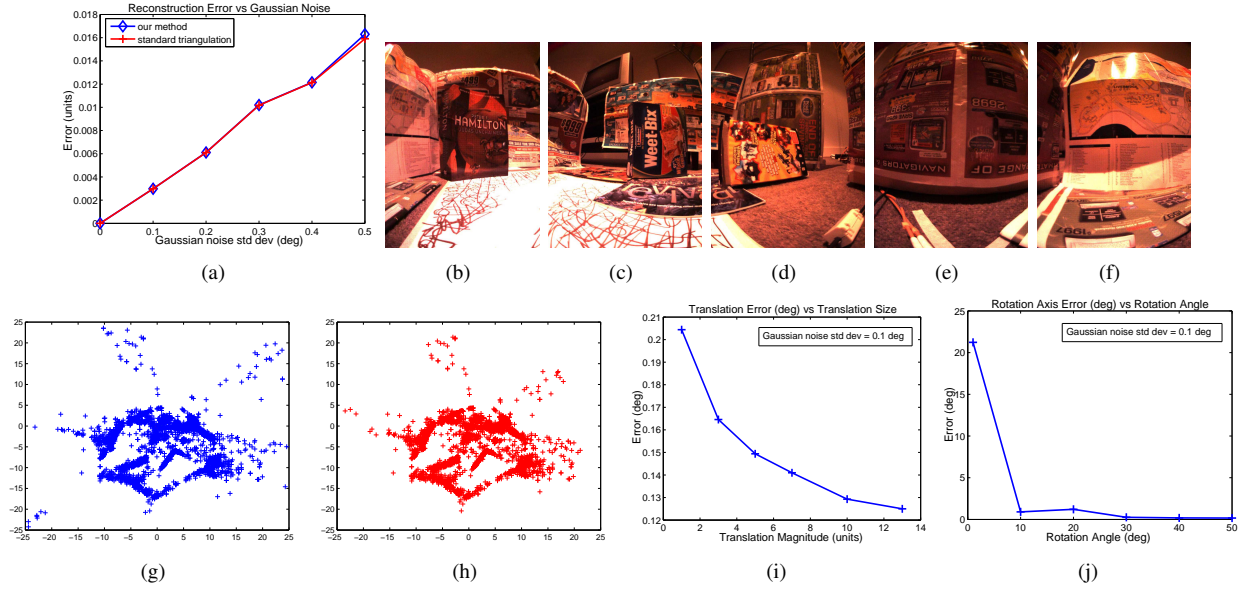 Reconstruction Error vs Gaussian Noise
our method
standard triangulation
Error (units)
0.018
0.016
0.014
0.012
0.01
0.008
0.006
0.004
0.002
0
0 0.1 0.2 0.3 0.4 0.5
Gaussian noise std dev (deg)
HAMILTON
Weet-Bix
2698
NAVIGATORS
ANGE OF
1997
(a) (b) (c) (d) (e) (f)
25
20
15
10
5
0
−5
−10
−15
−20
−25
−25 −20 −15 −10 −5 0 5 10 15 20 25
25
20
15
10
5
0
−5
−10
−15
−20
−25
−25 −20 −15 −10 −5 0 5 10 15 20 25
Translation Error (deg) vs Translation Size
Gaussian noise std dev = 0.1 deg
Error (deg)
0.21
0.2
0.19
0.18
0.17
0.16
0.15
0.14
0.13
0.12
0 2 4 6 8 10 12 14
Translation Magnitude (units)
Rotation Axis Error (deg) vs Rotation Angle
Gaussian noise std dev = 0.1 deg
Error (deg)
25
20
15
10
5
0
0 10 20 30 40 50
Rotation Angle (deg)
(g) (h) (i) (j)